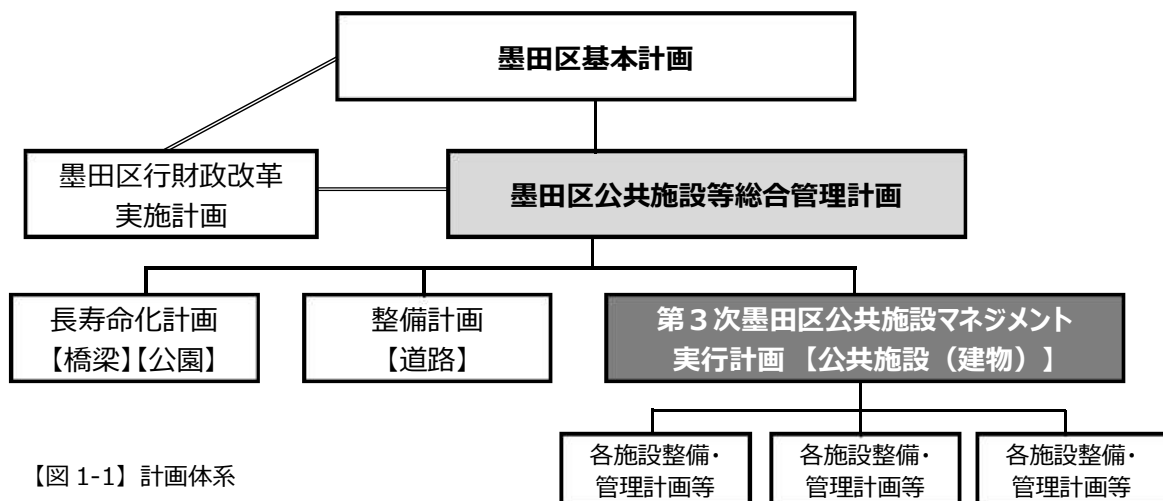 墨田区基本計画
墨田区行財政改革
実施計画
墨田区公共施設等総合管理計画
長寿命化計画
【橋梁】【公園】
整備計画
【道路】
第３次墨田区公共施設マネジメント
実行計画 【公共施設（建物）】
各施設整備・
管理計画等
各施設整備・
管理計画等
各施設整備・
管理計画等
【図 1-1】計画体系